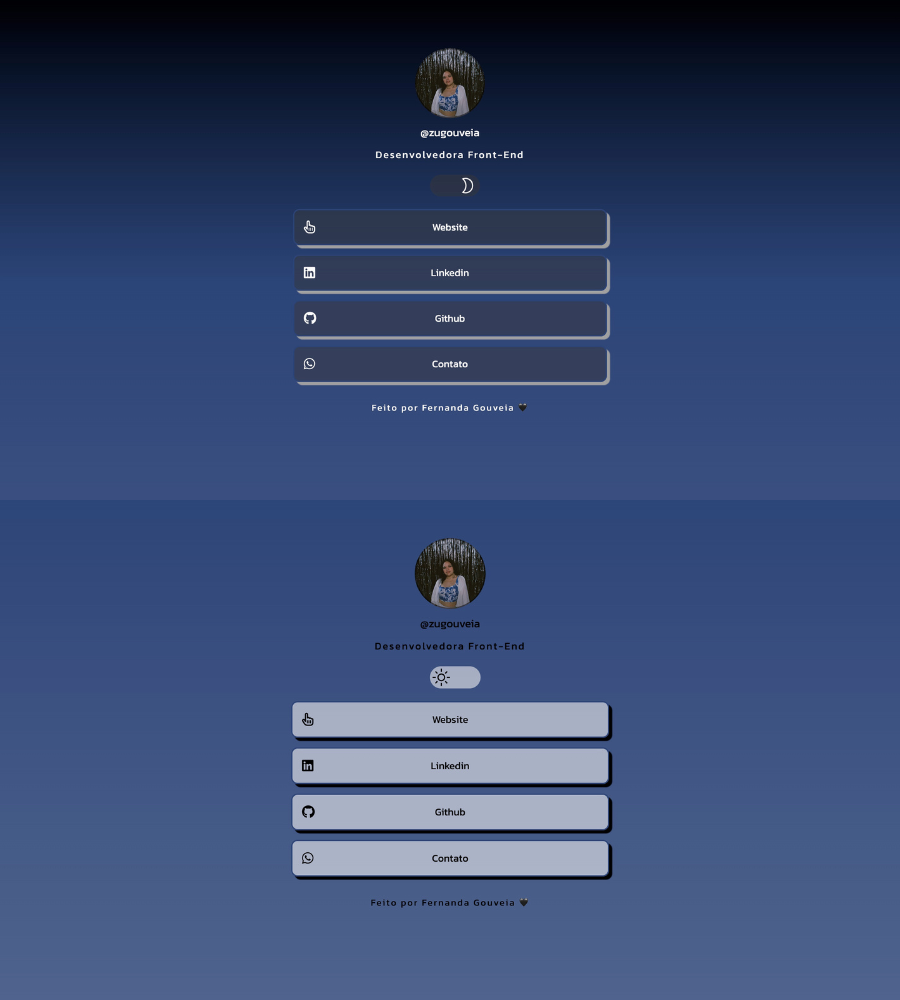 @zugouveia
Desenvolvedora Front-End
Website
Linkedin
Github
Contato
Feito por Fernanda Gouveia 🖤
@zugouveia
Desenvolvedora Front-End
Website
Linkedin
Github
Contato
Feito por Fernanda Gouveia 🖤